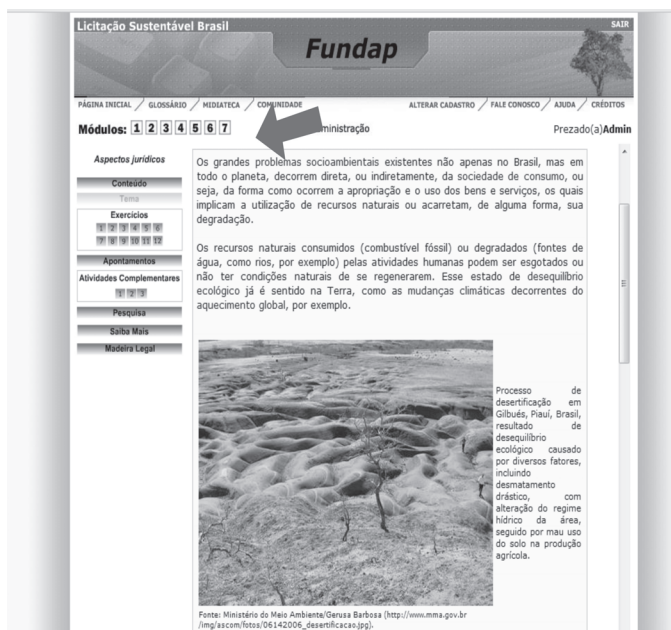 Licitação Sustentável Brasil
SAIR
Fundap
PÁGINA INICIAL / GLOSSÁRIO / MIDIATECA / COMUNIDADE
ALTERAR CADASTRO / FALE CONOSCO / AJUDA / CRÉDITOS
Módulos: 1 2 3 4 5 6 7
ministração
Prezado(a)Admin
Aspectos jurídicos
Conteúdo
Tema
Exercícios
1 2 3 4 5 6
7 8 9 10 11 12
Apontamentos
Atividades Complementares
1 2 3
Pesquisa
Saiba Mais
Madeira Legal
Os grandes problemas socioambientais existentes não apenas no Brasil, mas em
todo o planeta, decorrem direta, ou indiretamente, da sociedade de consumo, ou
seja, da forma como ocorrem a apropriação e o uso dos bens e serviços, os quais
implicam a utilização de recursos naturais ou acarretam, de alguma forma, sua
degradação.
Os recursos naturais consumidos (combustível fóssil) ou degradados (fontes de
água, como rios, por exemplo) pelas atividades humanas podem ser esgotados ou
não ter condições naturais de se regenerarem. Esse estado de desequilíbrio
ecológico já é sentido na Terra, como as mudanças climáticas decorrentes do
aquecimento global, por exemplo.
Processo de
desertificação em
Gilbués, Piauí, Brasil,
resultado de
desequilíbrio
ecológico causado
por diversos fatores,
incluindo
desmatamento
drástico, com
alteração do regime
hídrico da área,
seguido por mau uso
do solo na produção
agrícola.
Fonte: Ministério do Meio Ambiente/Gerusa Barbosa (http://www.mma.gov.br
/img/ascom/fotos/06142006_desertificacao.jpg).